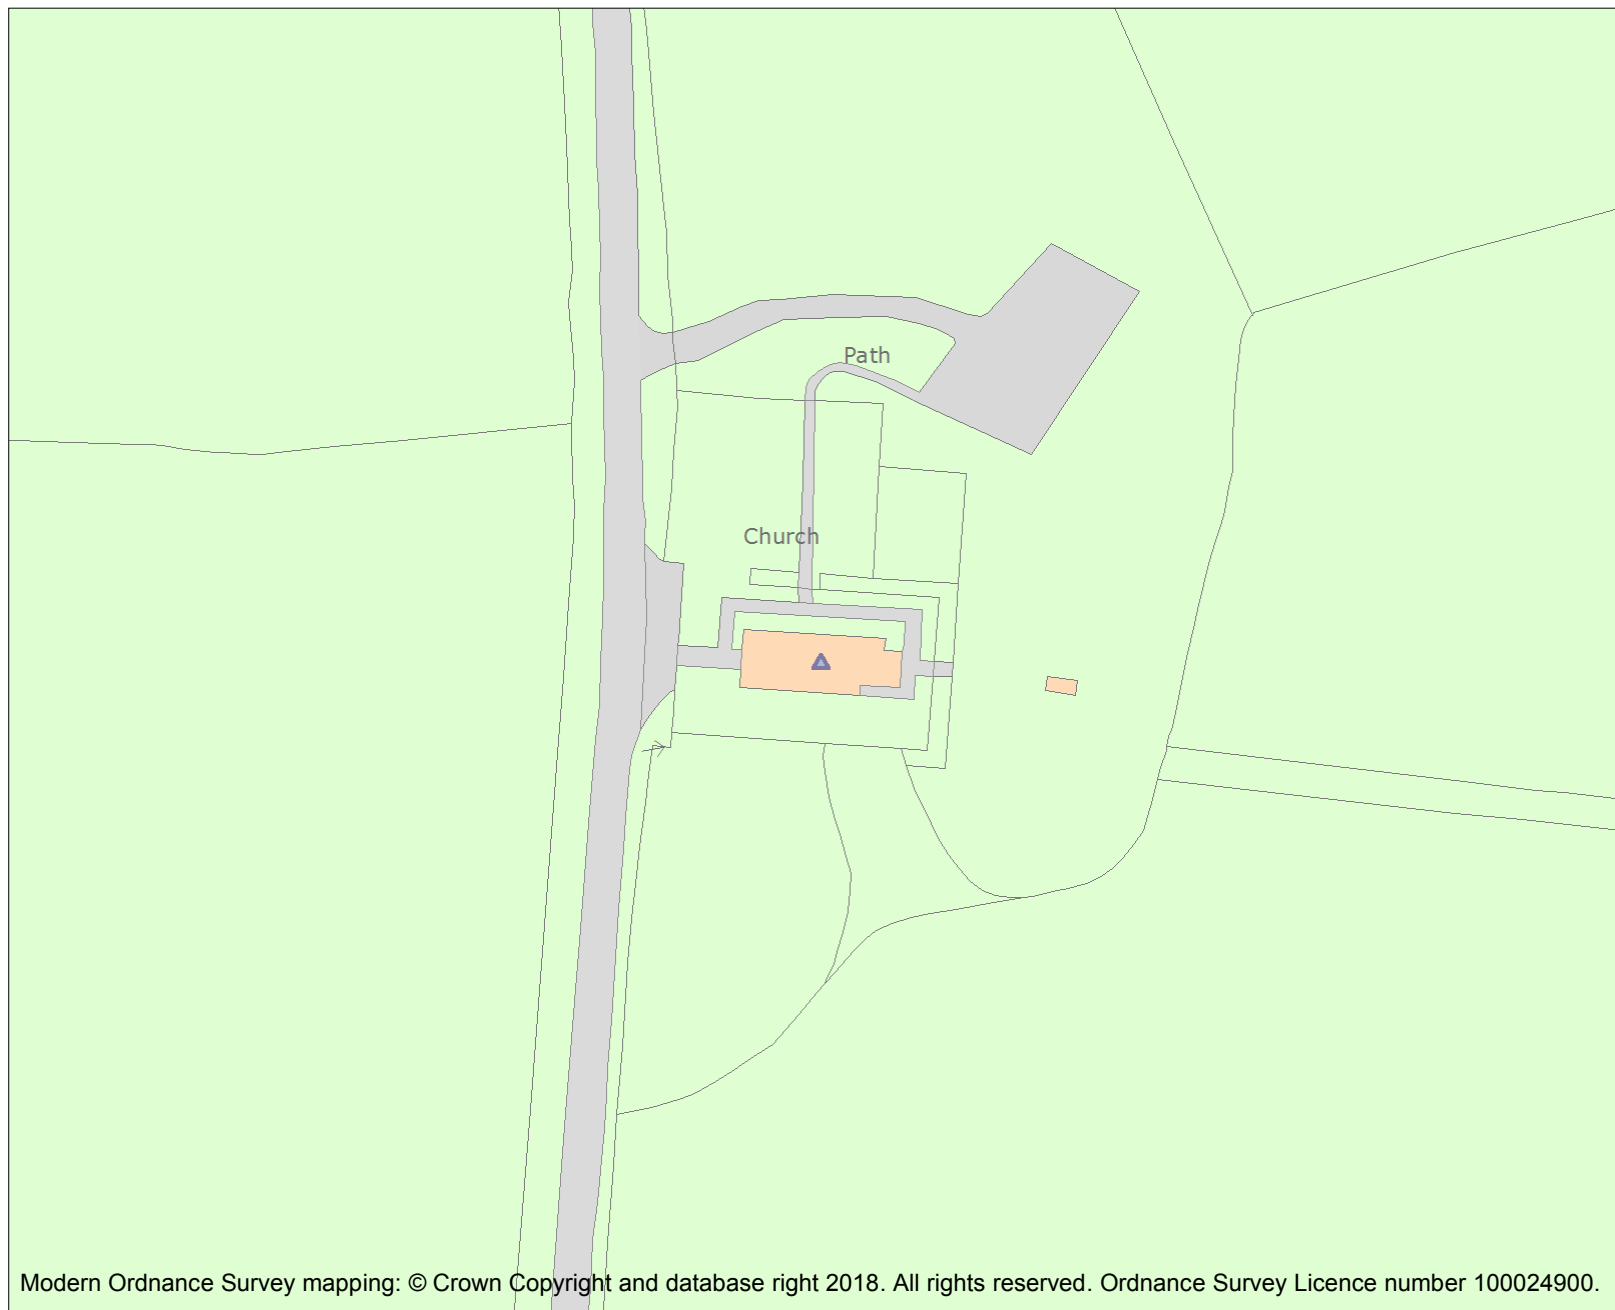 Path
Church
Modern Ordnance Survey mapping: © Crown Copyright and database right 2018. All rights reserved. Ordnance Survey Licence number 100024900.